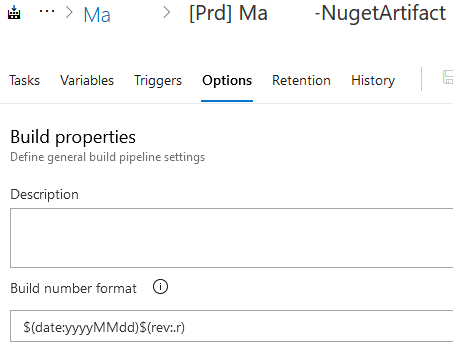 ... > Ma > [Prd] Ma -NugetArtifact
Tasks Variables Triggers Options Retention History
Build properties
Define general build pipeline settings
Description
Build number format
$(date:yyyyMMdd)$(rev:.r)